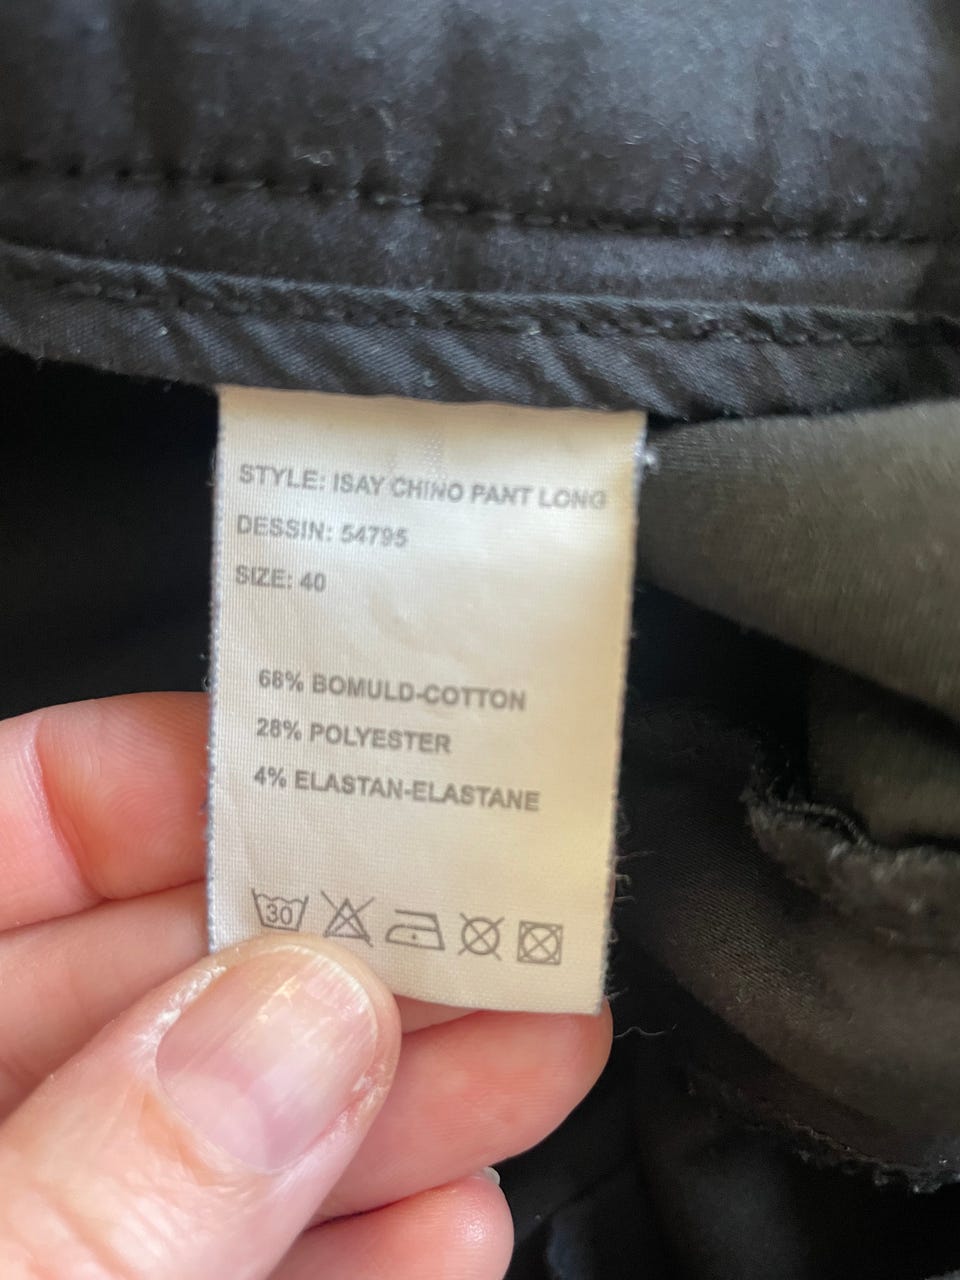 STYLE: ISAY CHINO PANT LONG
DESSIN: 54795
SIZE: 40
68% BOMULD-COTTON
28% POLYESTER
4% ELASTAN-ELASTANE
30